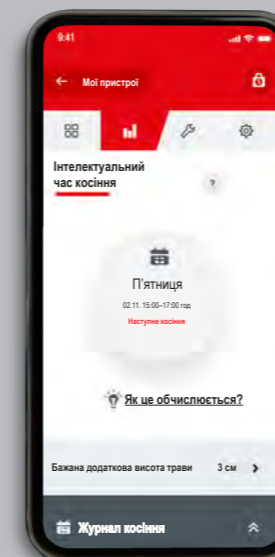 9:41
Мої пристрої
Інтелектуальний
час косіння
?
П'ятниця
02.11. 15:00–17:00 год
Наступне косіння
Як це обчислюється?
Бажана додаткова висота трави 3 см
Журнал косіння